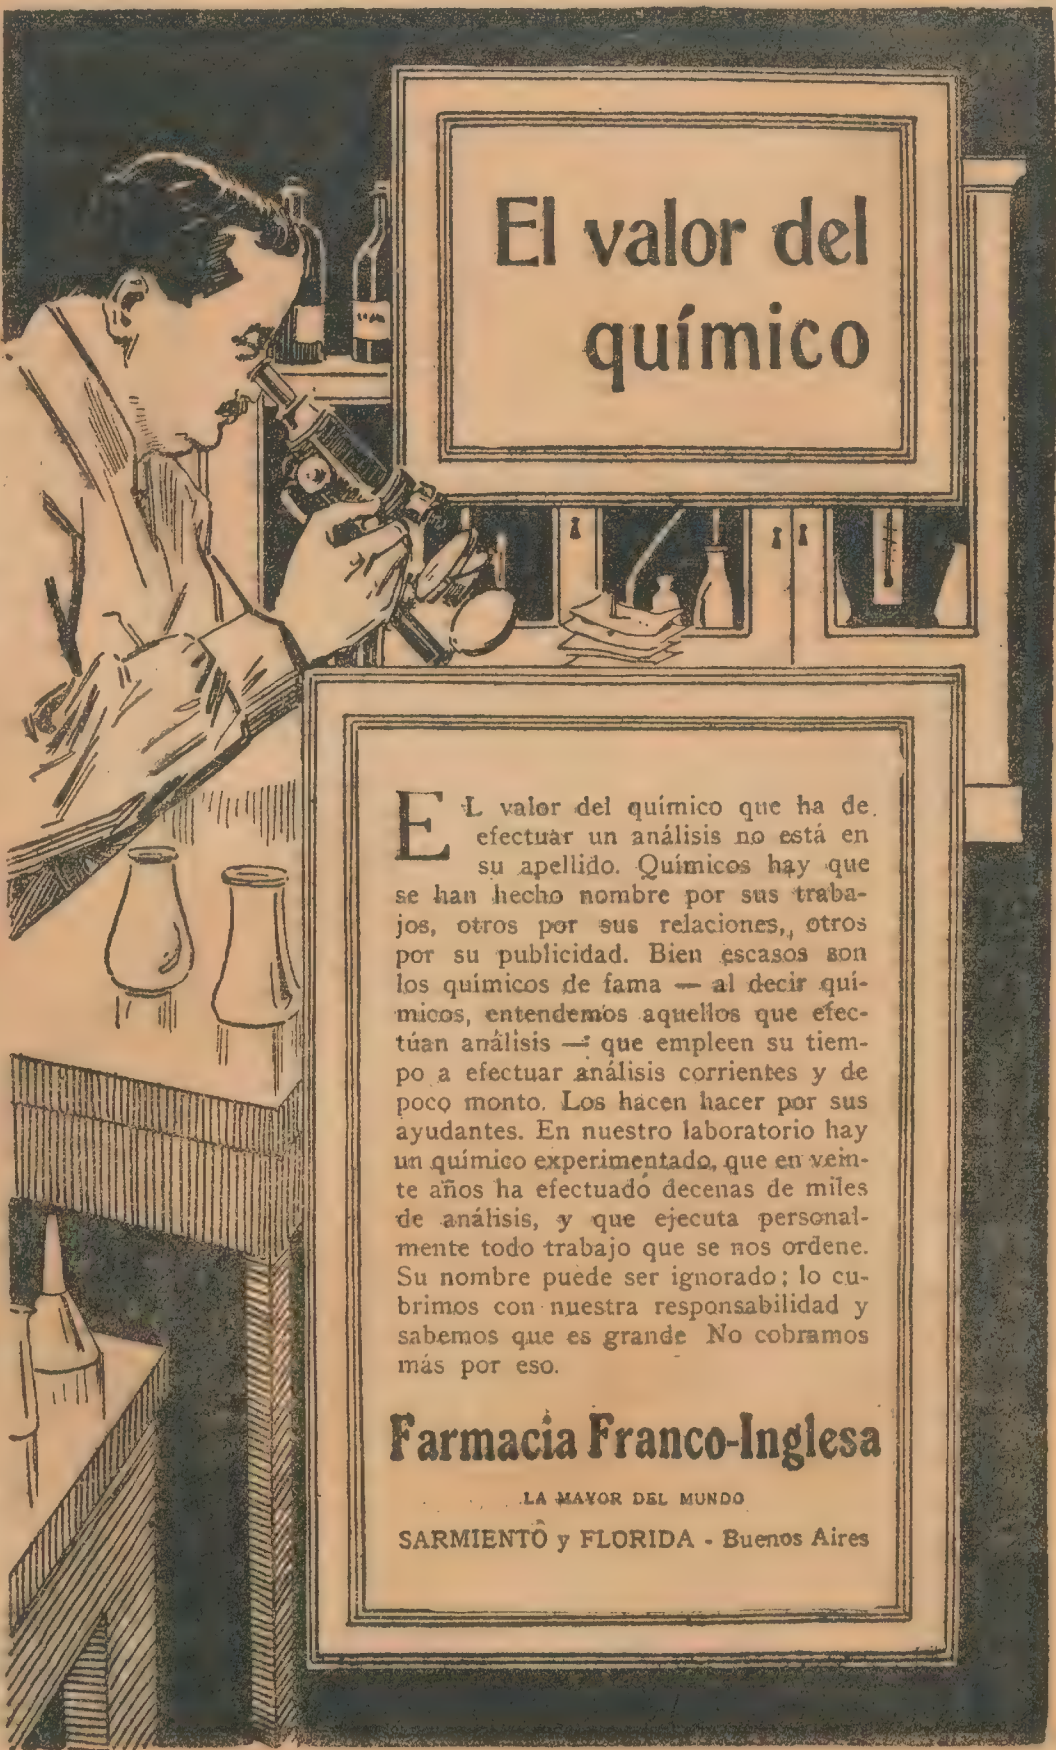 El valor del
químico
EL valor del químico que ha de
efectuar un análisis no está en
su apellido. Químicos hay que
se han hecho nombre por sus traba-
jos, otros por sus relaciones, otros
por su publicidad. Bien escasos son
los químicos de fama — al decir quí-
micos, entendemos aquellos que efec-
túan análisis — que empleen su tiem-
po a efectuar análisis corrientes y de
poco monto. Los hacen hacer por sus
ayudantes. En nuestro laboratorio hay
un químico experimentado, que en vein-
te años ha efectuado decenas de miles
de análisis, y que ejecuta personal-
mente todo trabajo que se nos ordene.
Su nombre puede ser ignorado; lo cu-
brimos con nuestra responsabilidad y
sabemos que es grande No cobramos
más por eso.
Farmacia Franco-Inglesa
LA MAYOR DEL MUNDO
SARMIENTO y FLORIDA - Buenos Aires